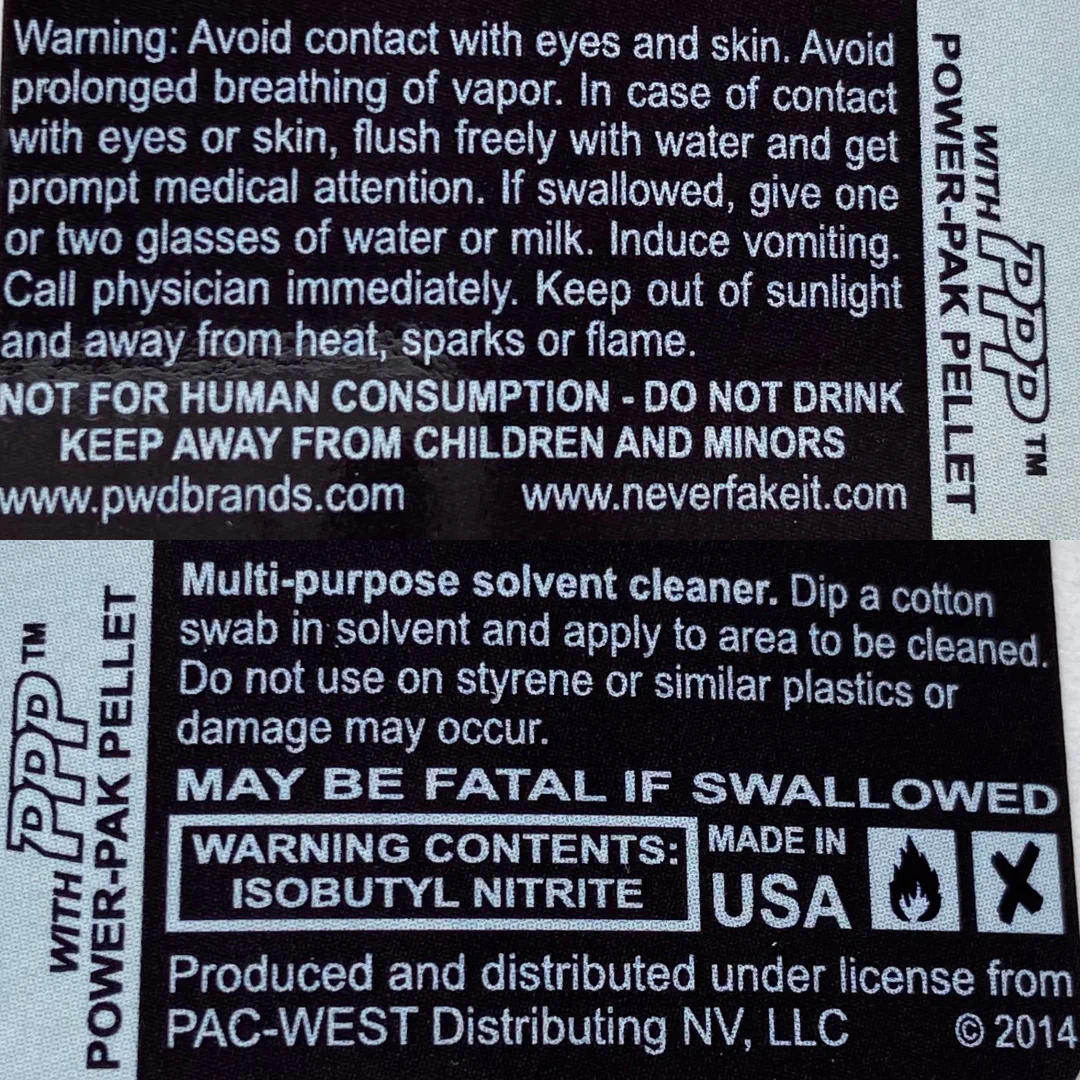 Warning: Avoid contact with eyes and skin. Avoid
prolonged breathing of vapor. In case of contact
with eyes or skin, flush freely with water and get
prompt medical attention. If swallowed, give one
or two glasses of water or milk. Induce vomiting.
Call physician immediately. Keep out of sunlight
and away from heat, sparks or flame.
NOT FOR HUMAN CONSUMPTION - DO NOT DRINK
KEEP AWAY FROM CHILDREN AND MINORS
www.pwdbrands.com www.neverfakeit.com
WITH PPP™
POWER-PAK PELLET
WITH PPP™
POWER-PAK PELLET
Multi-purpose solvent cleaner. Dip a cotton
swab in solvent and apply to area to be cleaned.
Do not use on styrene or similar plastics or
damage may occur.
MAY BE FATAL IF SWALLOWED
WARNING CONTENTS:
ISOBUTYL NITRITE
MADE IN
USA
Produced and distributed under license from
PAC-WEST Distributing NV, LLC © 2014